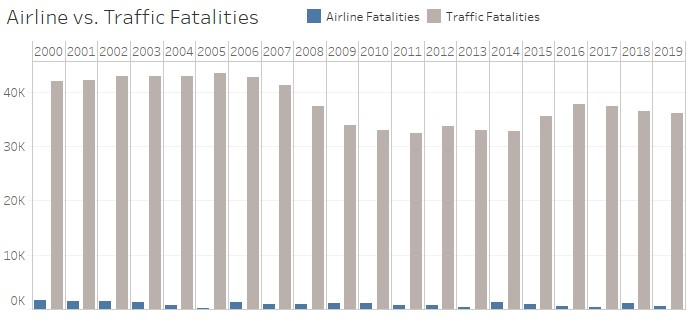 Airline vs. Traffic Fatalities
Airline Fatalities Traffic Fatalities
2000 2001 2002 2003 2004 2005 2006 2007 2008 2009 2010 2011 2012 2013 2014 2015 2016 2017 2018 2019
40K
30K
20K
10K
0K